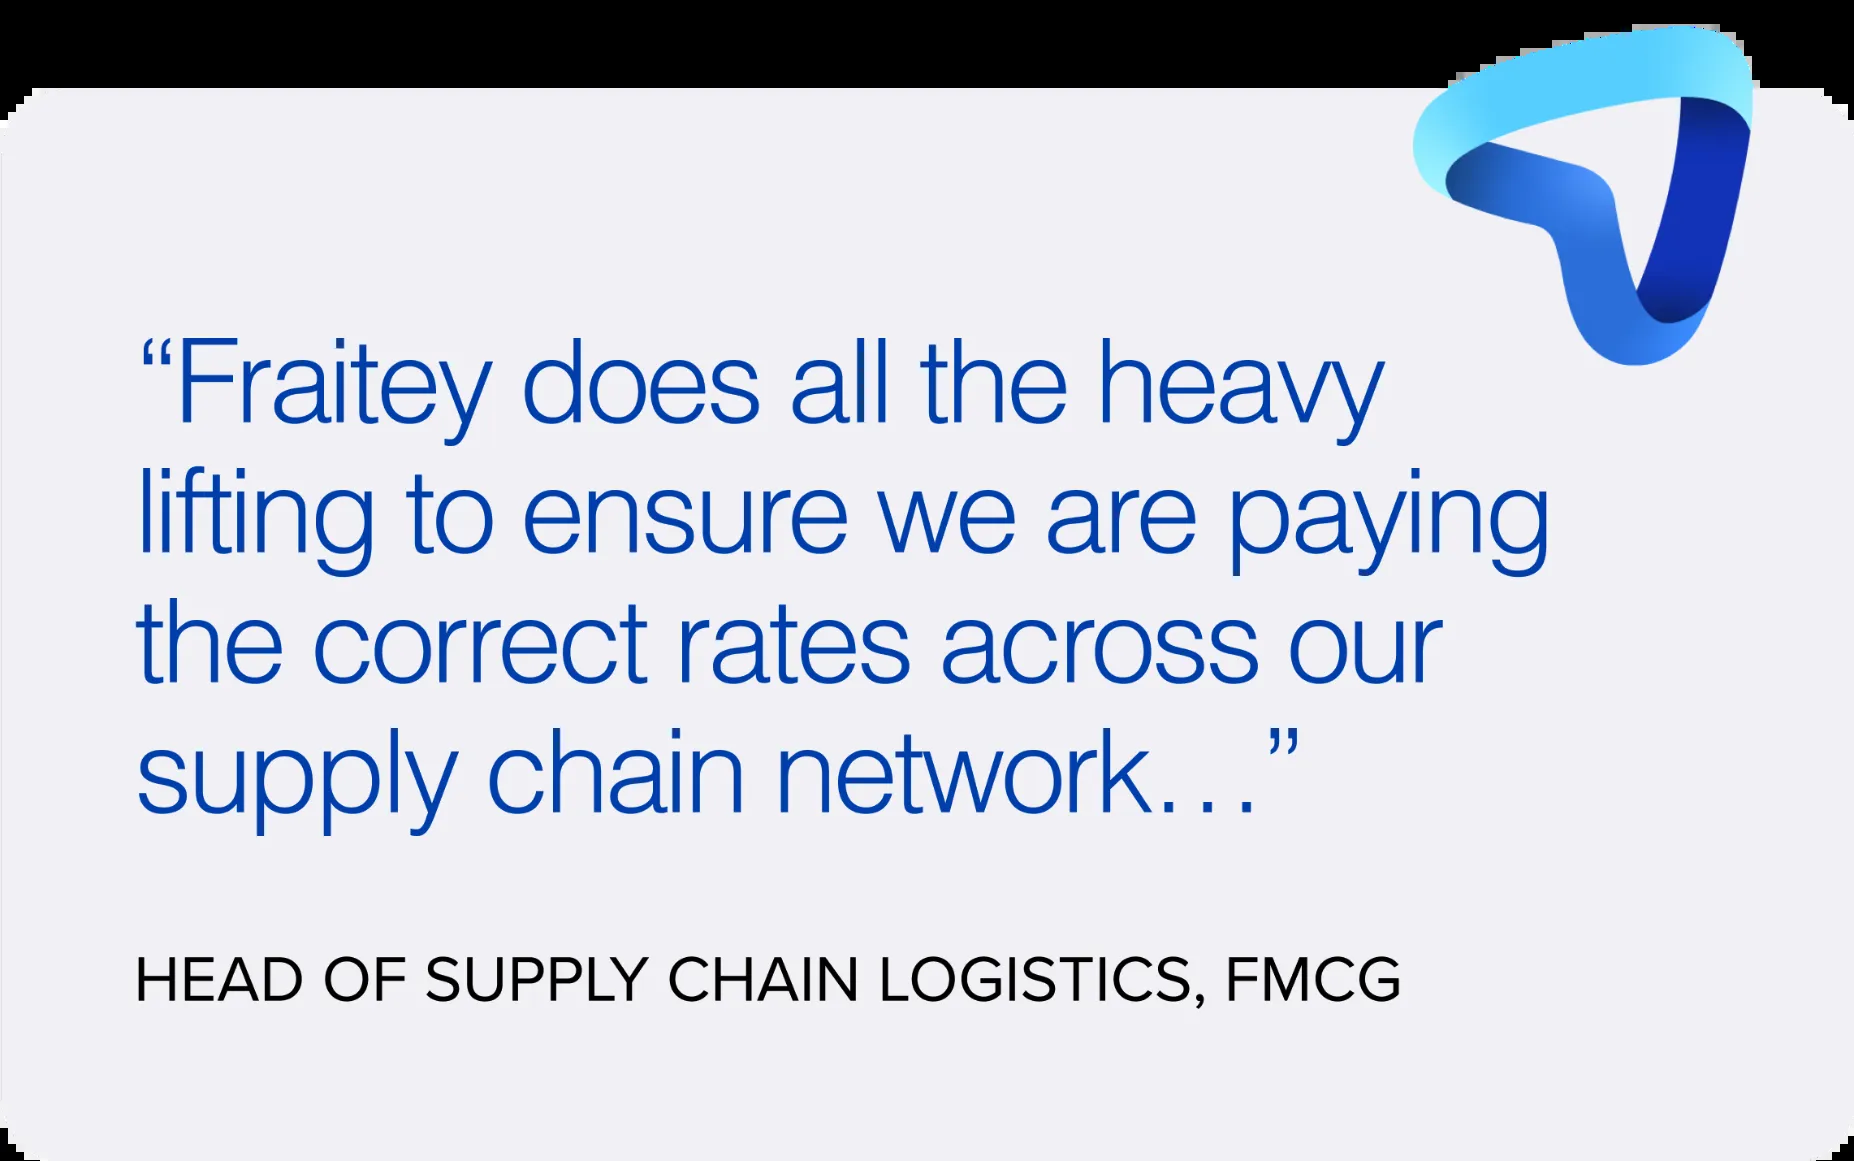 “Fraitey does all the heavy
lifting to ensure we are paying
the correct rates across our
supply chain network…”
HEAD OF SUPPLY CHAIN LOGISTICS, FMCG